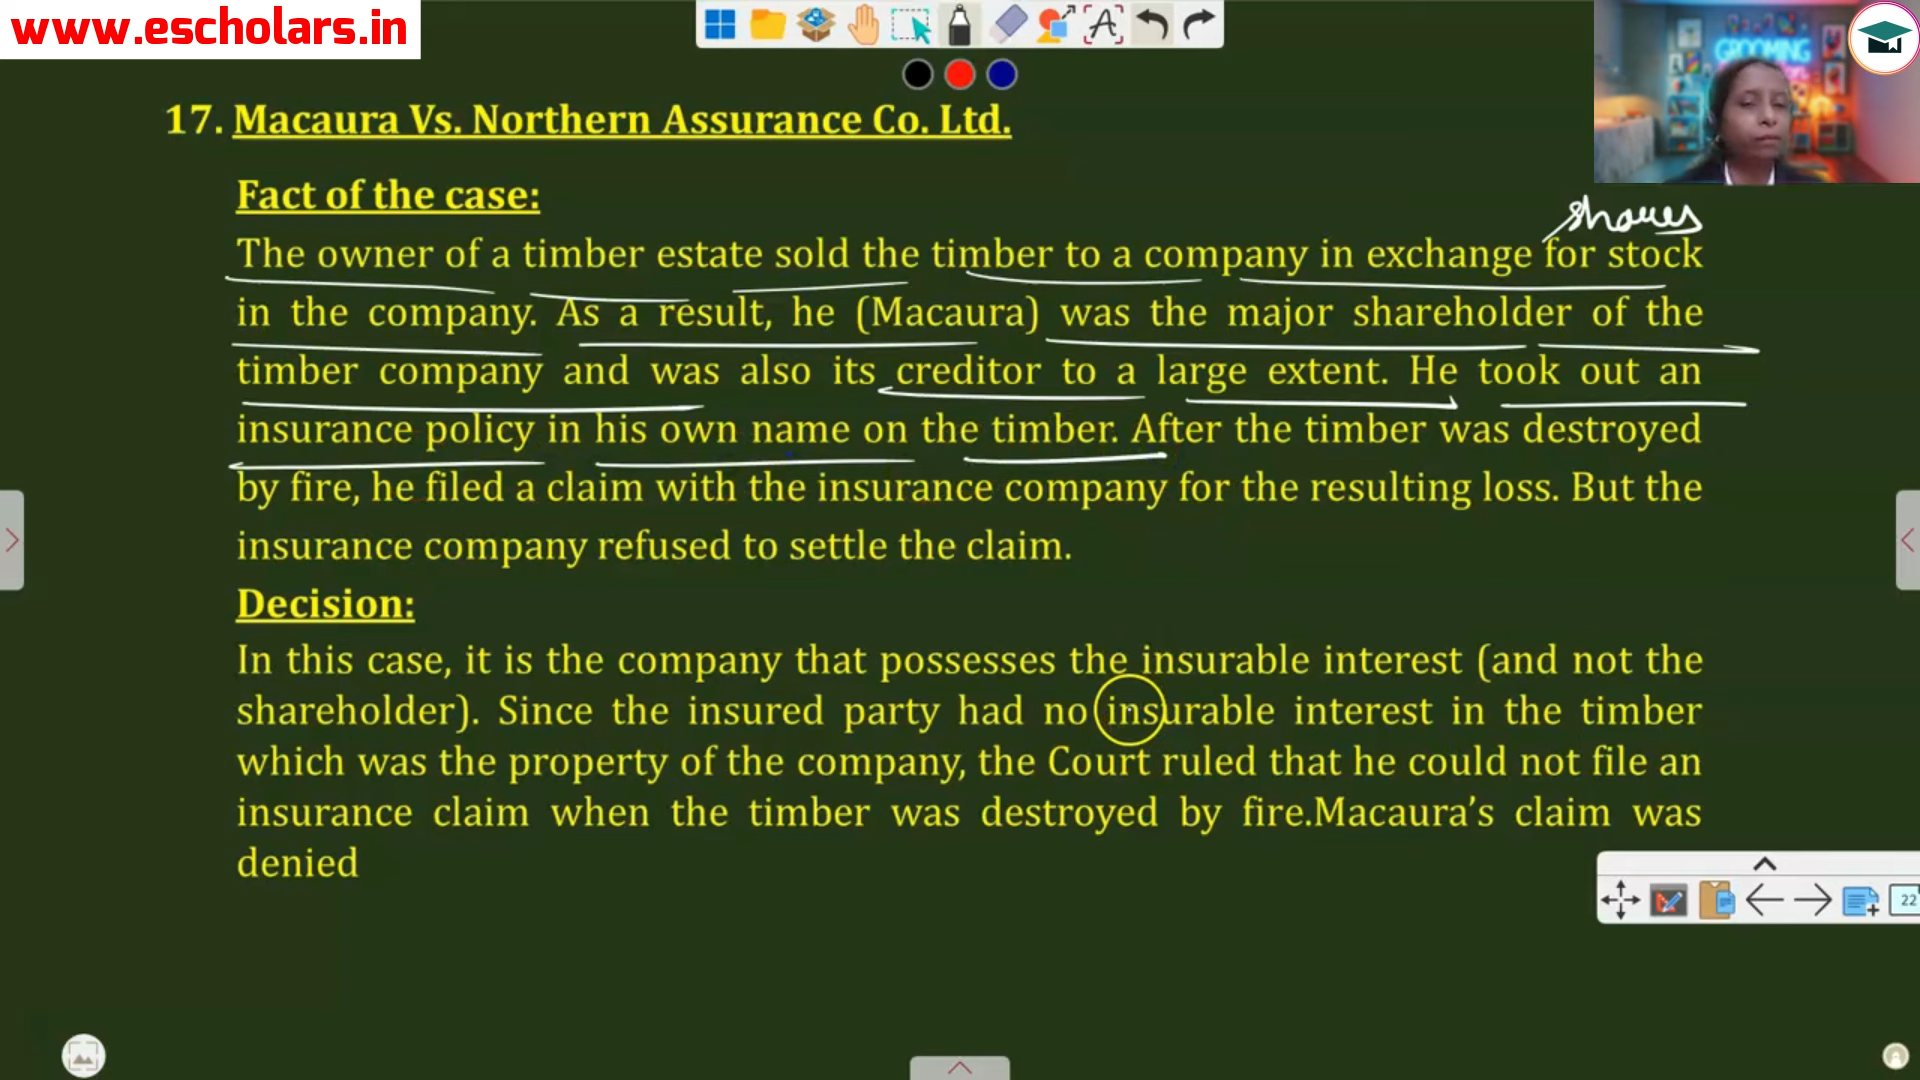 www.escholars.in
GROOMING
17. Macaura Vs. Northern Assurance Co. Ltd.
Fact of the case:
shares
The owner of a timber estate sold the timber to a company in exchange for stock
in the company. As a result, he (Macaura) was the major shareholder of the
timber company and was also its creditor to a large extent. He took out an
insurance policy in his own name on the timber. After the timber was destroyed
by fire, he filed a claim with the insurance company for the resulting loss. But the
insurance company refused to settle the claim.
Decision:
In this case, it is the company that possesses the insurable interest (and not the
shareholder). Since the insured party had no insurable interest in the timber
which was the property of the company, the Court ruled that he could not file an
insurance claim when the timber was destroyed by fire.Macaura’s claim was
denied
22